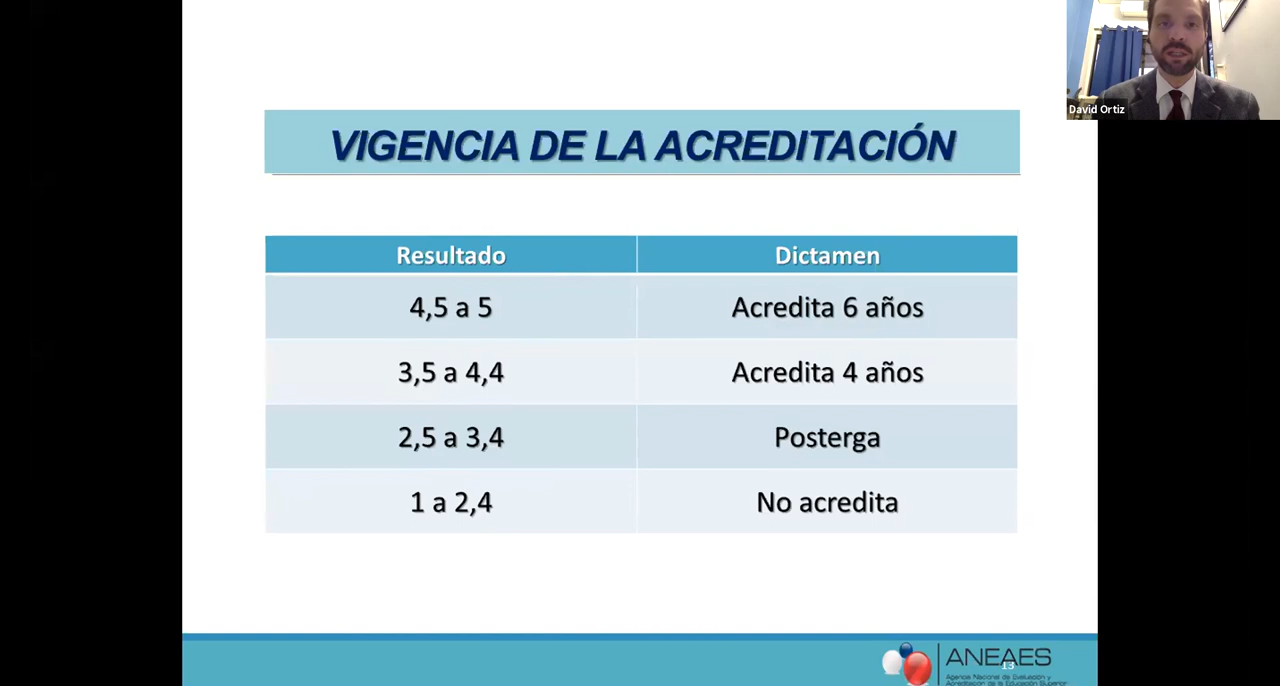 David Ortiz
VIGENCIA DE LA ACREDITACIÓN
Resultado Dictamen
4,5 a 5 Acredita 6 años
3,5 a 4,4 Acredita 4 años
2,5 a 3,4 Posterga
1 a 2,4 No acredita
ANEAES
13
Agencia Nacional de Evaluación y
Acreditación de la Educación Superior